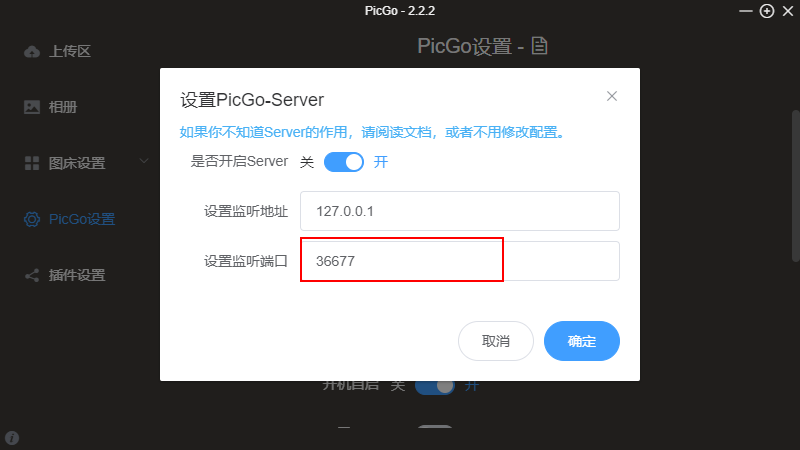 PicGo - 2.2.2
上传区
PicGo设置 -
相册
图床设置
PicGo设置
插件设置
设置PicGo-Server
如果你不知道Server的作用，请阅读文档，或者不用修改配置。
是否开启Server 关 开
设置监听地址 127.0.0.1
设置监听端口 36677
取消 确定
开机自启 关 开